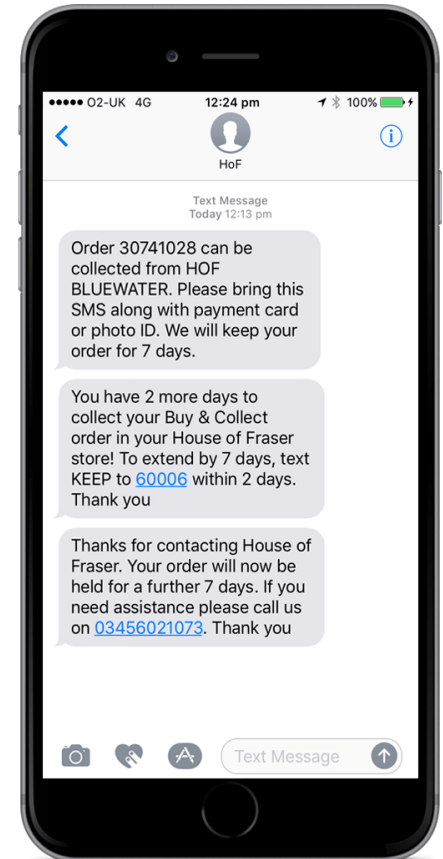 O2-UK 4G 12:24 pm 100%
HoF
Text Message
Today 12:13 pm
Order 30741028 can be
collected from HOF
BLUEWATER. Please bring this
SMS along with payment card
or photo ID. We will keep your
order for 7 days.
You have 2 more days to
collect your Buy & Collect
order in your House of Fraser
store! To extend by 7 days, text
KEEP to 60006 within 2 days.
Thank you
Thanks for contacting House of
Fraser. Your order will now be
held for a further 7 days. If you
need assistance please call us
on 03456021073. Thank you
Text Message